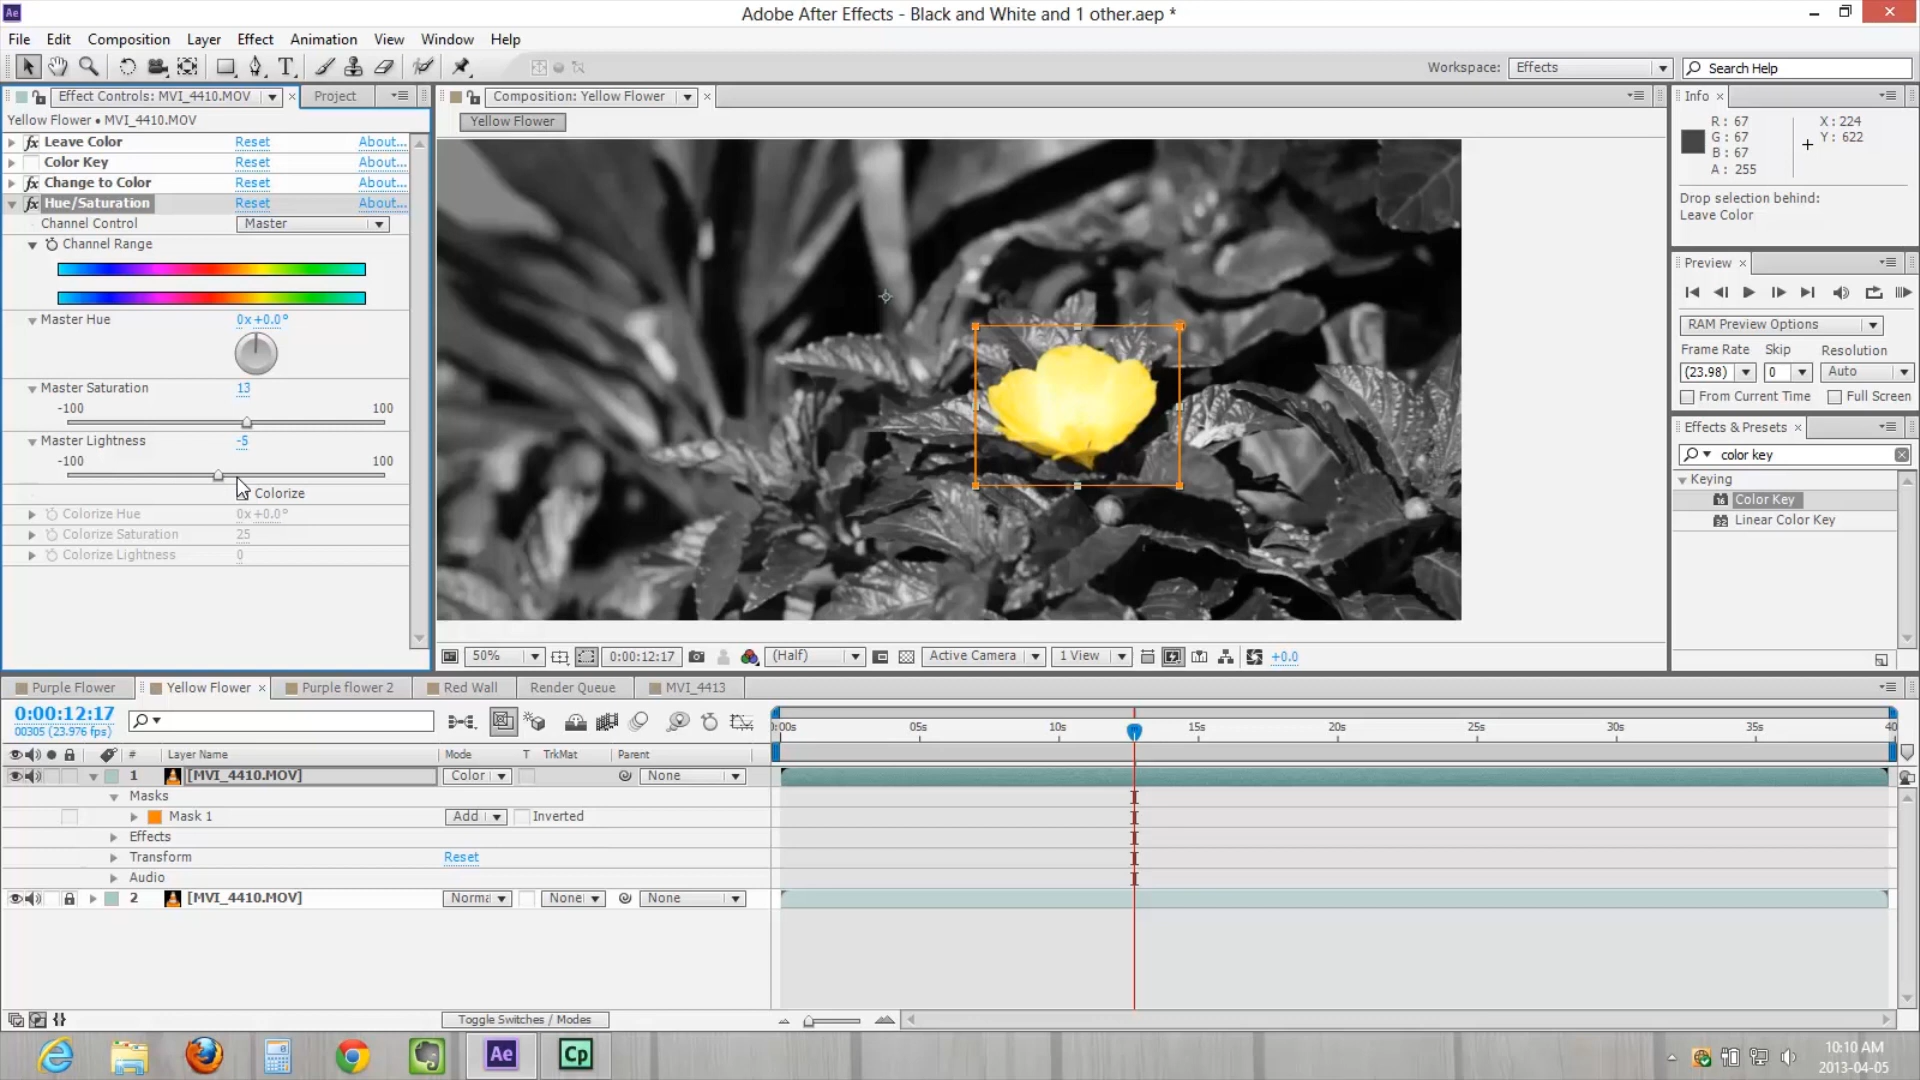 Ae
Adobe After Effects - Black and White and 1 other.aep *
File Edit Composition Layer Effect Animation View Window Help
T
Workspace: Effects
Search Help
Effect Controls: MVI_4410.MOV × Project
Composition: Yellow Flower ×
Info ×
Yellow Flower • MVI_4410.MOV
Yellow Flower
R : 67
G : 67
B : 67
A : 255
X : 224
Y : 622
Drop selection behind:
Leave Color
fx Leave Color Reset About...
Color Key Reset About...
fx Change to Color Reset About...
fx Hue/Saturation Reset About...
Channel Control Master
Channel Range
Master Hue 0x +0.0°
Master Saturation 13
-100 100
Master Lightness -5
-100 100
Colorize
Colorize Hue 0x +0.0°
Colorize Saturation 25
Colorize Lightness 0
Preview ×
RAM Preview Options
Frame Rate Skip Resolution
(23.98) 0 Auto
From Current Time Full Screen
Effects & Presets ×
color key
Keying
Color Key
Linear Color Key
50% 0:00:12:17 (Half) Active Camera 1 View +0.0
Purple Flower Yellow Flower × Purple flower 2 Red Wall Render Queue MVI_4413
0:00:12:17
00305 (23.976 fps)
0:00s 05s 10s 15s 20s 25s 30s 35s 40
# Layer Name Mode T TrkMat Parent
1 [MVI_4410.MOV] Color None
Masks
Mask 1 Add Inverted
Effects
Transform Reset
Audio
2 [MVI_4410.MOV] Norma None None
Toggle Switches / Modes
Ae Cp
10:10 AM
2013-04-05